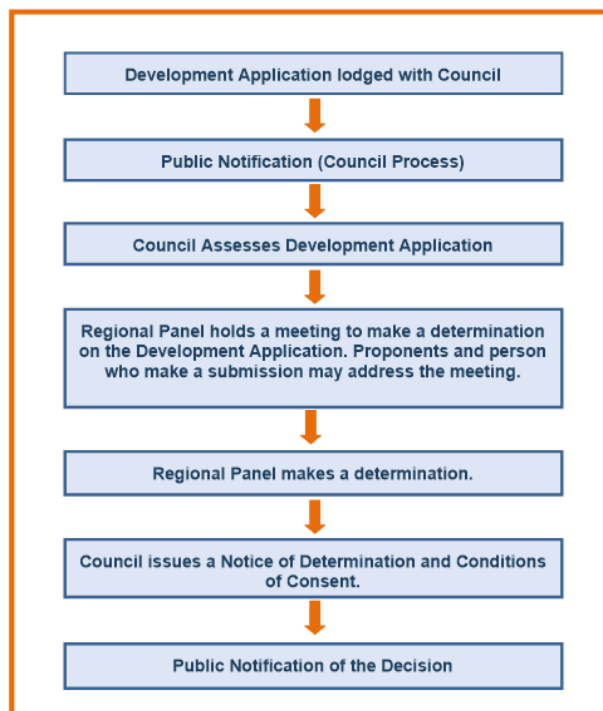 Development Application lodged with Council
Public Notification (Council Process)
Council Assesses Development Application
Regional Panel holds a meeting to make a determination
on the Development Application. Proponents and person
who make a submission may address the meeting.
Regional Panel makes a determination.
Council issues a Notice of Determination and Conditions
of Consent.
Public Notification of the Decision